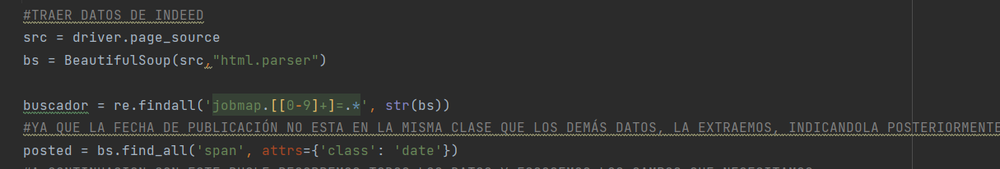 #TRAER DATOS DE INDEED
src = driver.page_source
bs = BeautifulSoup(src,"html.parser")
buscador = re.findall('jobmap.[[0-9]+]=.*', str(bs))
#YA QUE LA FECHA DE PUBLICACIÓN NO ESTA EN LA MISMA CLASE QUE LOS DEMÁS DATOS, LA EXTRAEMOS, INDICANDOLA POSTERIORMENTE
posted = bs.find_all('span', attrs={'class': 'date'})